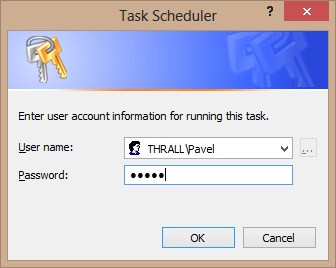 Task Scheduler
Enter user account information for running this task.
User name: THRALL\Pavel ...
Password: •••••
OK Cancel